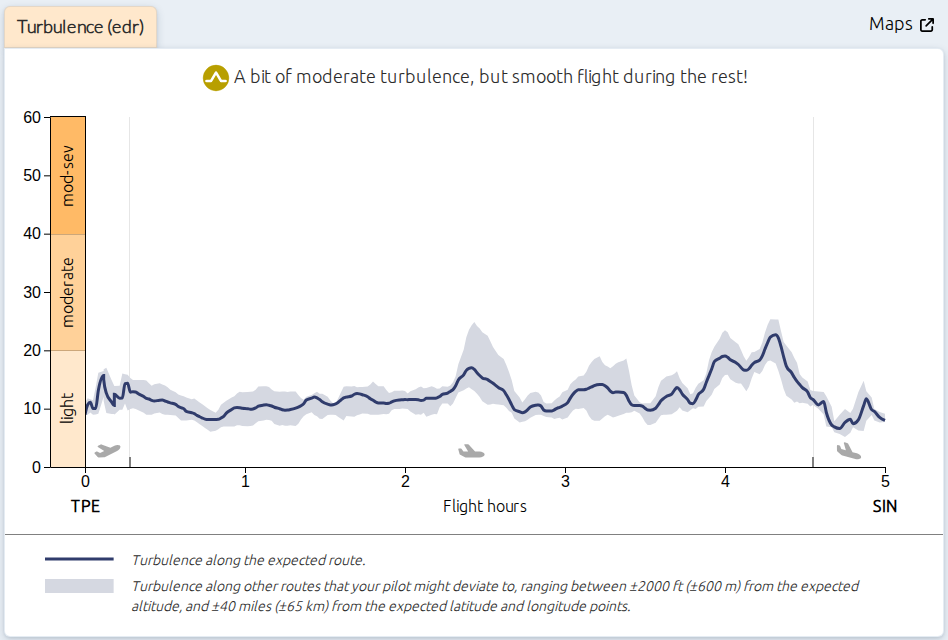 Turbulence (edr)
Maps
A bit of moderate turbulence, but smooth flight during the rest!
60
50
40
30
20
10
0
mod-sev
moderate
light
0 1 2 3 4 5
TPE Flight hours SIN
Turbulence along the expected route.
Turbulence along other routes that your pilot might deviate to, ranging between ±2000 ft (±600 m) from the expected
altitude, and ±40 miles (±65 km) from the expected latitude and longitude points.